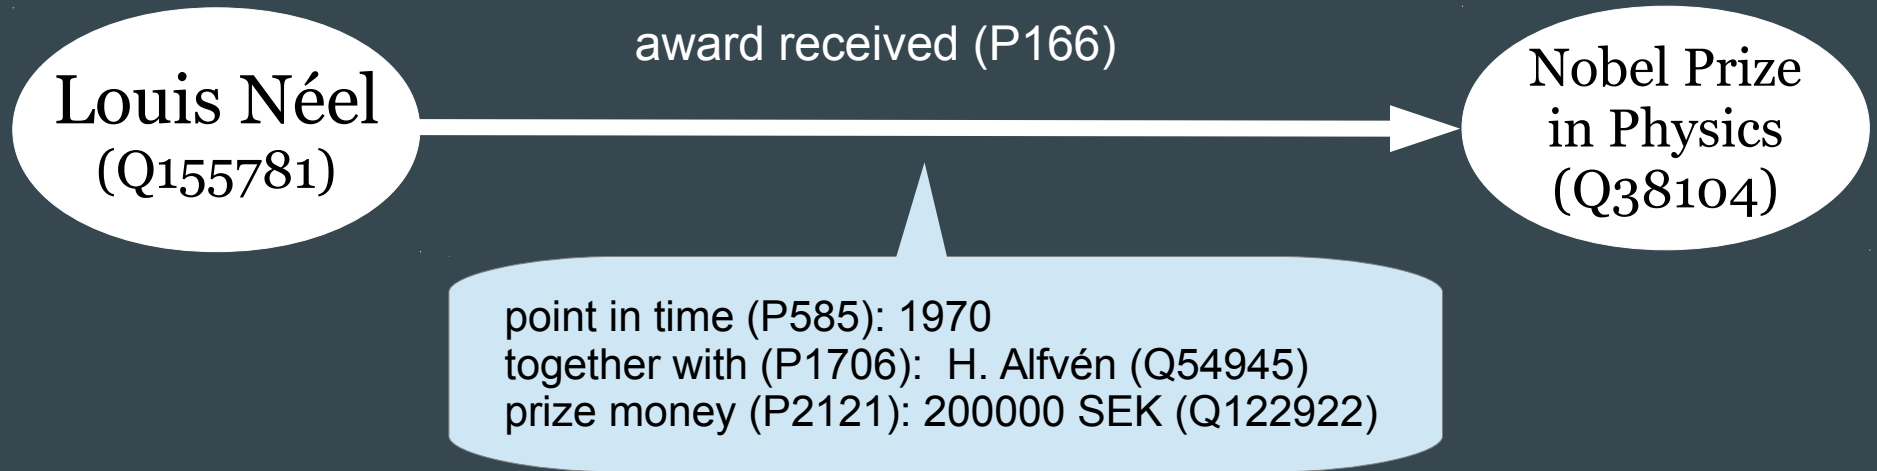 Louis Néel
(Q155781)
award received (P166)
Nobel Prize
in Physics
(Q38104)
point in time (P585): 1970
together with (P1706):  H. Alfvén (Q54945)
prize money (P2121): 200000 SEK (Q122922)